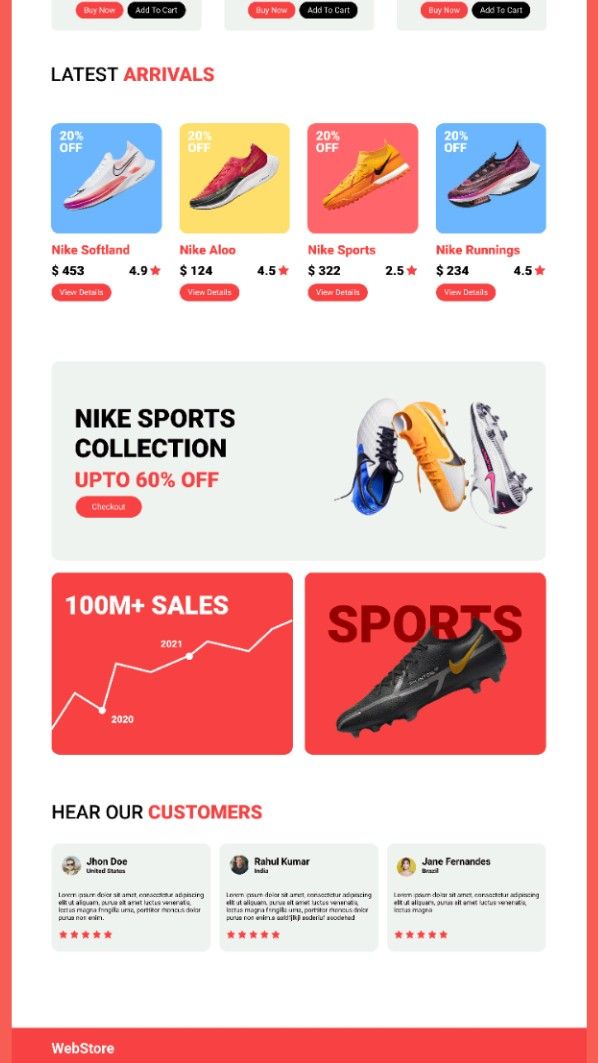 Buy Now Add To Cart Buy Now Add To Cart Buy Now Add To Cart
LATEST ARRIVALS
20% 20% 20% 20%
OFF OFF OFF OFF
Nike Softland Nike Aloo Nike Sports Nike Runnings
$ 453 4.9 $ 124 4.5 $ 322 2.5 $ 234 4.5
View Details View Details View Details View Details
NIKE SPORTS
COLLECTION
UPTO 60% OFF
Checkout
100M+ SALES
2021
2020
SPORTS
HEAR OUR CUSTOMERS
Jhon Doe
United States
Lorem ipsum dolor sit amet, consectetur adipiscing
elit ut aliquam, purus sit amet luctus venenatis,
lectus magna fringilla urna, porttitor rhoncus dolor
purus non enim.
Rahul Kumar
India
Lorem ipsum dolor sit amet, consectetur adipiscing
elit ut aliquam, purus sit amet luctus venenatis,
lectus magna fringilla urna, porttitor rhoncus dolor
purus non enim.s
Jane Fernandes
Brazil
Lorem ipsum dolor sit amet, consectetur adipiscing
elit ut aliquam, purus sit amet luctus venenatis,
lectus magna
WebStore